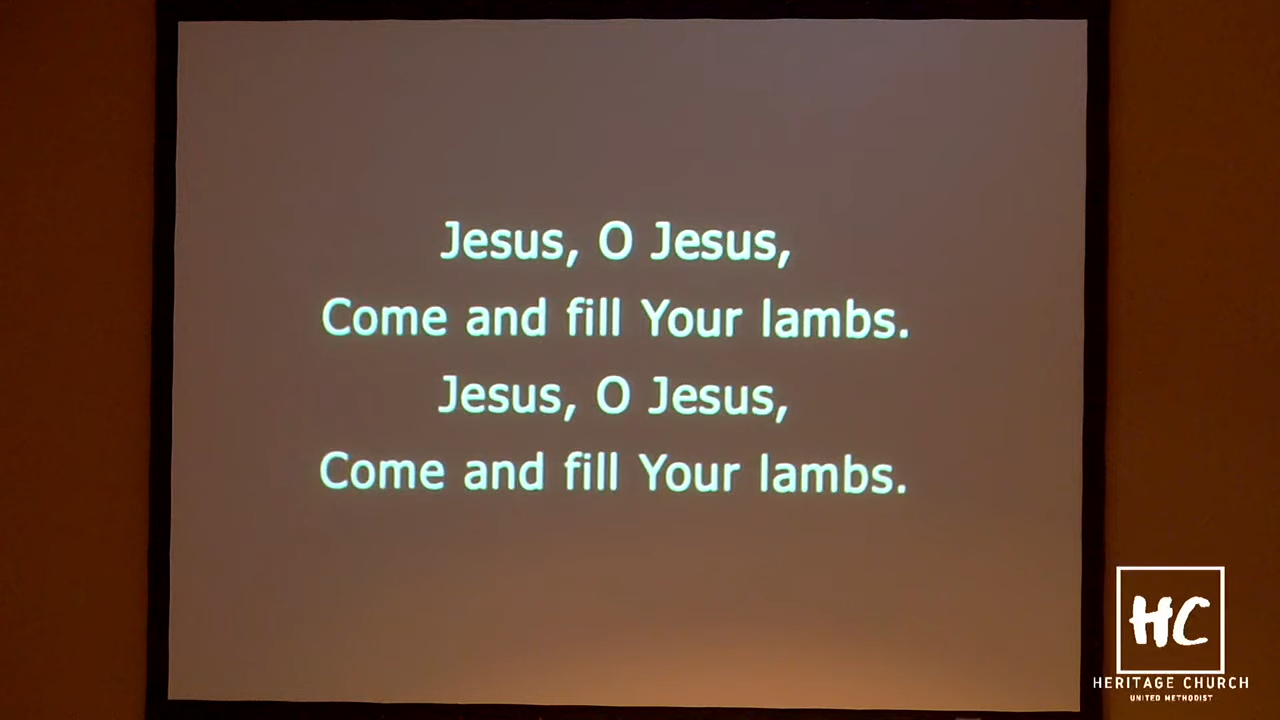 Jesus, O Jesus,
Come and fill Your lambs.
Jesus, O Jesus,
Come and fill Your lambs.
HC
HERITAGE CHURCH
UNITED METHODIST